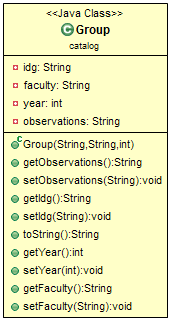 <<Java Class>>
Group
catalog
idg: String
faculty: String
year: int
observations: String
Group(String,String,int)
getObservations():String
setObservations(String):void
getIdg():String
setIdg(String):void
toString():String
getYear():int
setYear(int):void
getFaculty():String
setFaculty(String):void